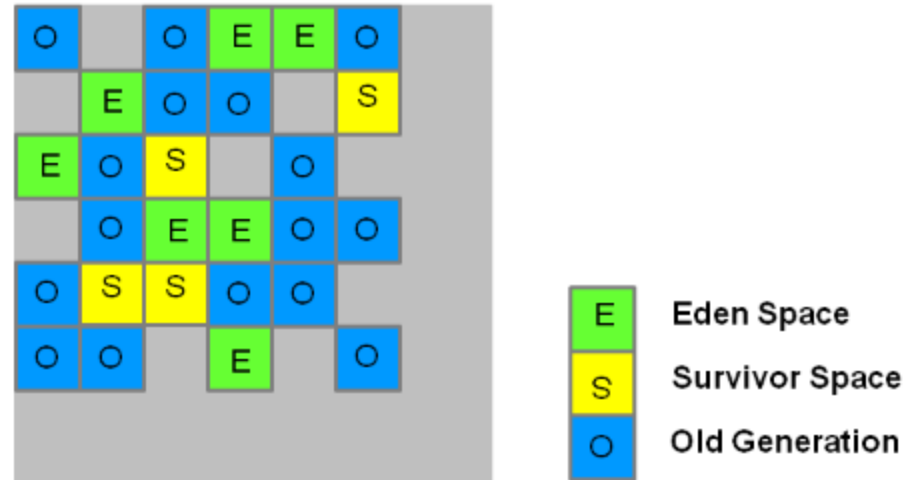 O O E E O
E O O S
E O S O
O E E O O
O S S O O
O O E O
E Eden Space
S Survivor Space
O Old Generation